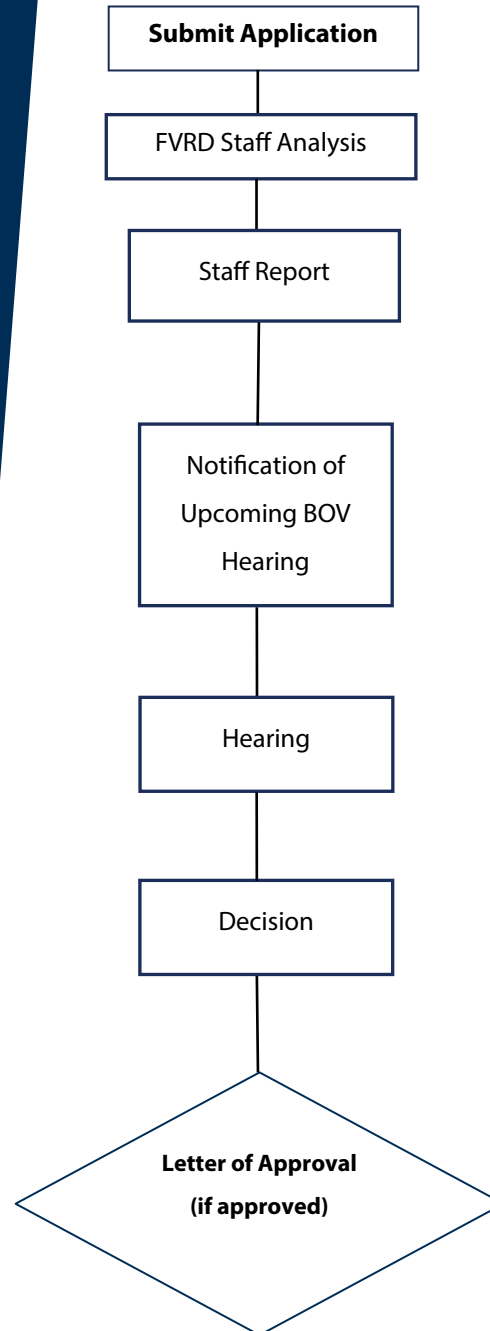 Submit Application
FVRD Staff Analysis
Staff Report
Notification of
Upcoming BOV
Hearing
Hearing
Decision
Letter of Approval
(if approved)